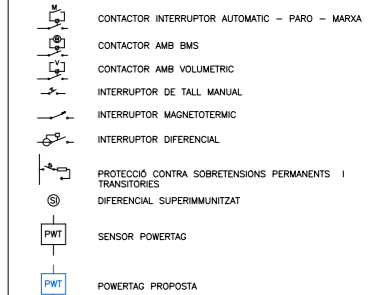 M
CONTACTOR INTERRUPTOR AUTOMATIC – PARO – MARXA
B
CONTACTOR AMB BMS
V
CONTACTOR AMB VOLUMETRIC
INTERRUPTOR DE TALL MANUAL
INTERRUPTOR MAGNETOTERMIC
INTERRUPTOR DIFERENCIAL
PROTECCIÓ CONTRA SOBRETENSIONS PERMANENTS I
TRANSITORIES
SI
DIFERENCIAL SUPERIMMUNITZAT
PWT
SENSOR POWERTAG
PWT
POWERTAG PROPOSTA